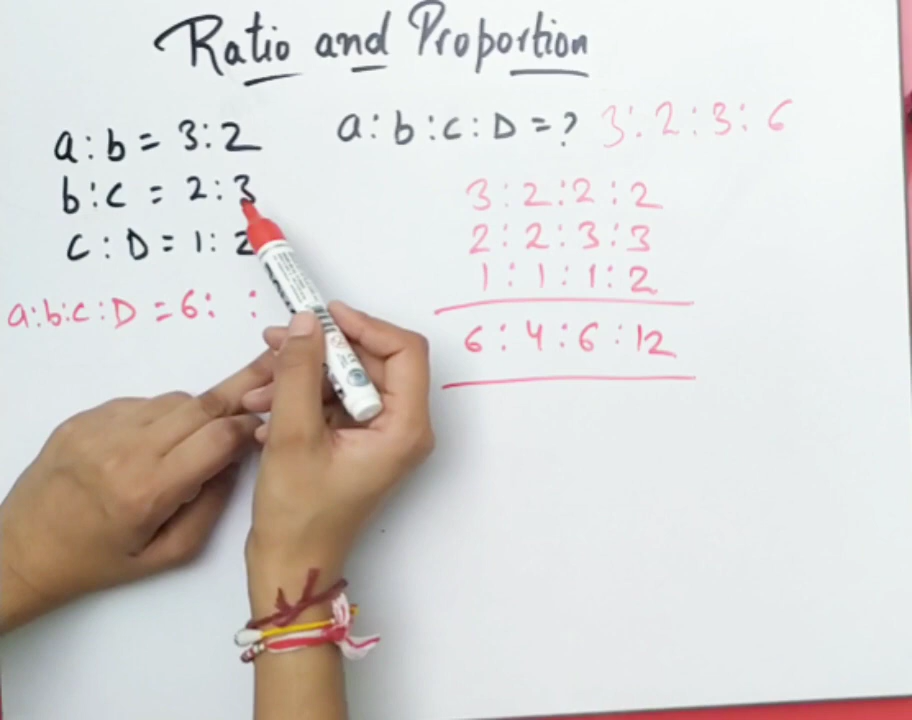 Ratio and Proportion
a:b = 3:2
b:c = 2:3
c:D = 1:2
a:b:c:D = 6: :
a:b:c:D = ? 3:2:3:6
3:2:2:2
2:2:3:3
1:1:1:2
6:4:6:12